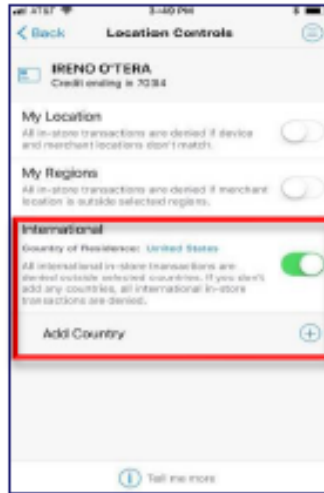 AT&T 3:49 PM
Back Location Controls
IRENO O'TERA
Credit ending in
My Location
All in-store transactions are denied if device
and merchant locations don't match.
My Regions
All in-store transactions are denied if merchant
location is outside selected regions.
International
Country of Residence: United States
All international in-store transactions are
denied outside selected countries. If you don't
add any countries, all international in-store
transactions are denied.
Add Country
Tell me more